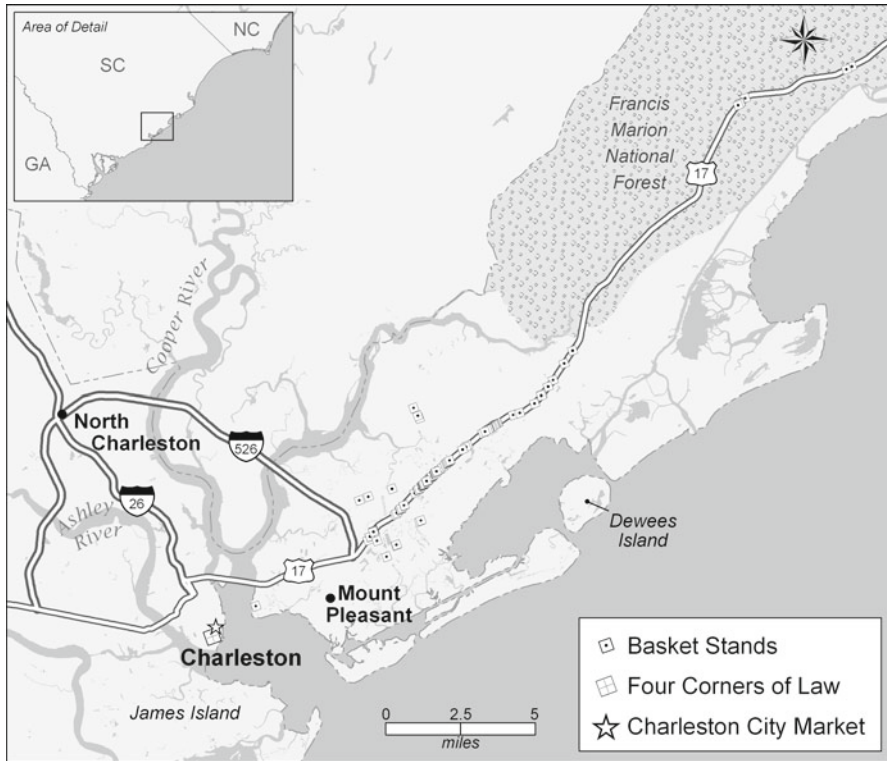 Area of Detail
NC
SC
GA
Francis
Marion
National
Forest
17
Cooper River
North
Charleston
526
26
Ashley
River
Dewees
Island
17
Mount
Pleasant
Charleston
James Island
0 2.5 5
miles
Basket Stands
Four Corners of Law
Charleston City Market